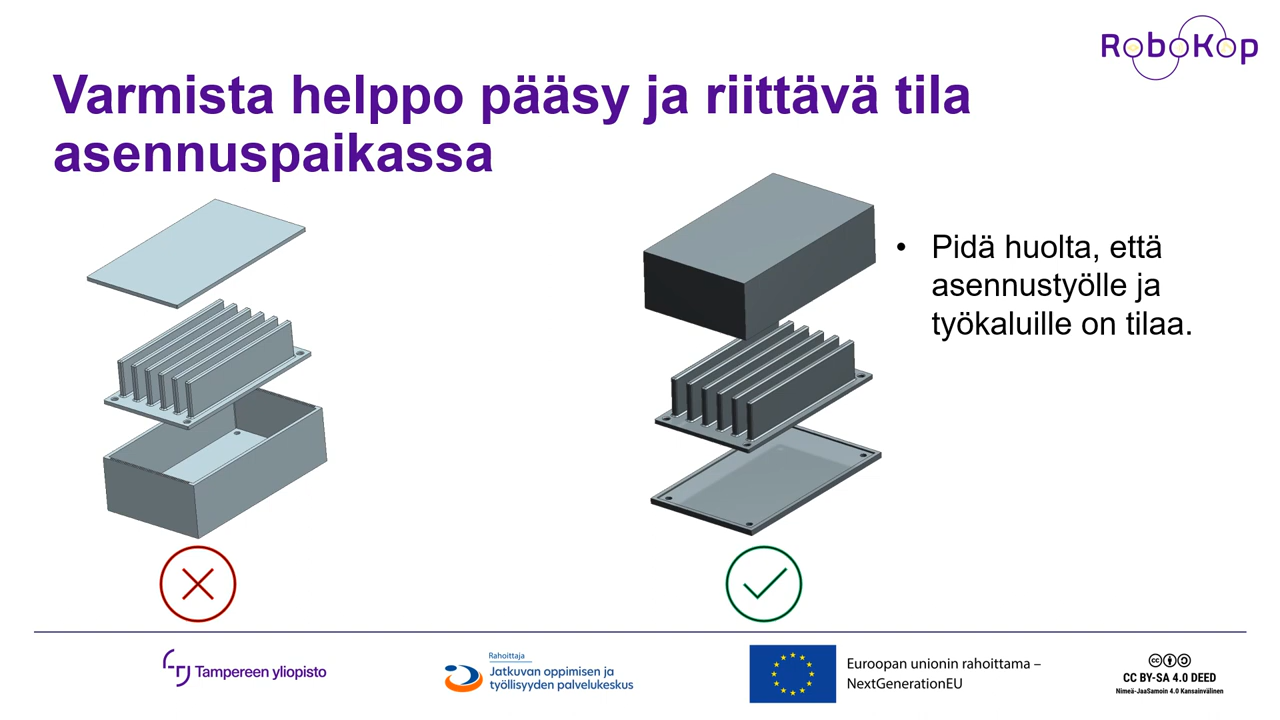 RoboKop
Varmista helppo pääsy ja riittävä tila
asennuspaikassa
• Pidä huolta, että
asennustyölle ja
työkaluille on tilaa.
Tampereen yliopisto
Rahoittaja
Jatkuvan oppimisen ja
työllisyyden palvelukeskus
Euroopan unionin rahoittama –
NextGenerationEU
CC BY-SA 4.0 DEED
Nimeä-JaaSamoin 4.0 Kansainvälinen